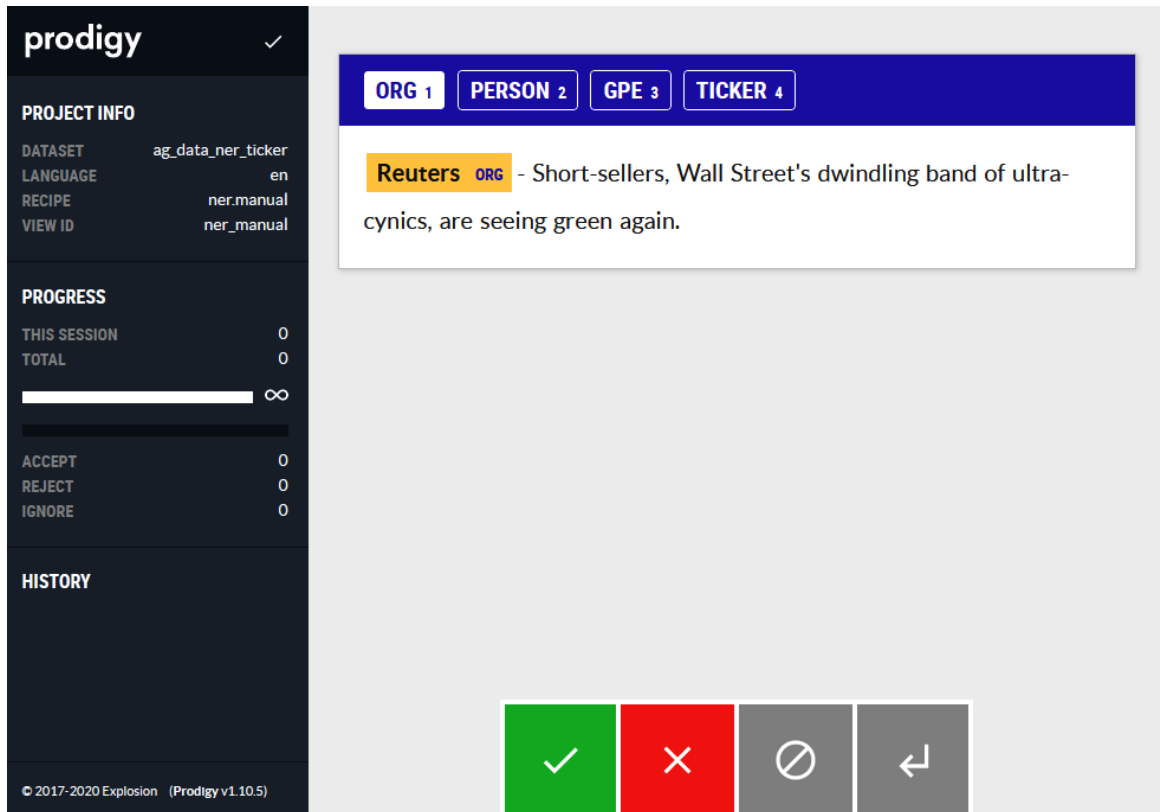 prodigy
PROJECT INFO
DATASET ag_data_ner_ticker
LANGUAGE en
RECIPE ner.manual
VIEW ID ner_manual
PROGRESS
THIS SESSION 0
TOTAL 0
∞
ACCEPT 0
REJECT 0
IGNORE 0
HISTORY
© 2017-2020 Explosion (Prodigy v1.10.5)
ORG 1 PERSON 2 GPE 3 TICKER 4
Reuters ORG - Short-sellers, Wall Street's dwindling band of ultra-
cynics, are seeing green again.